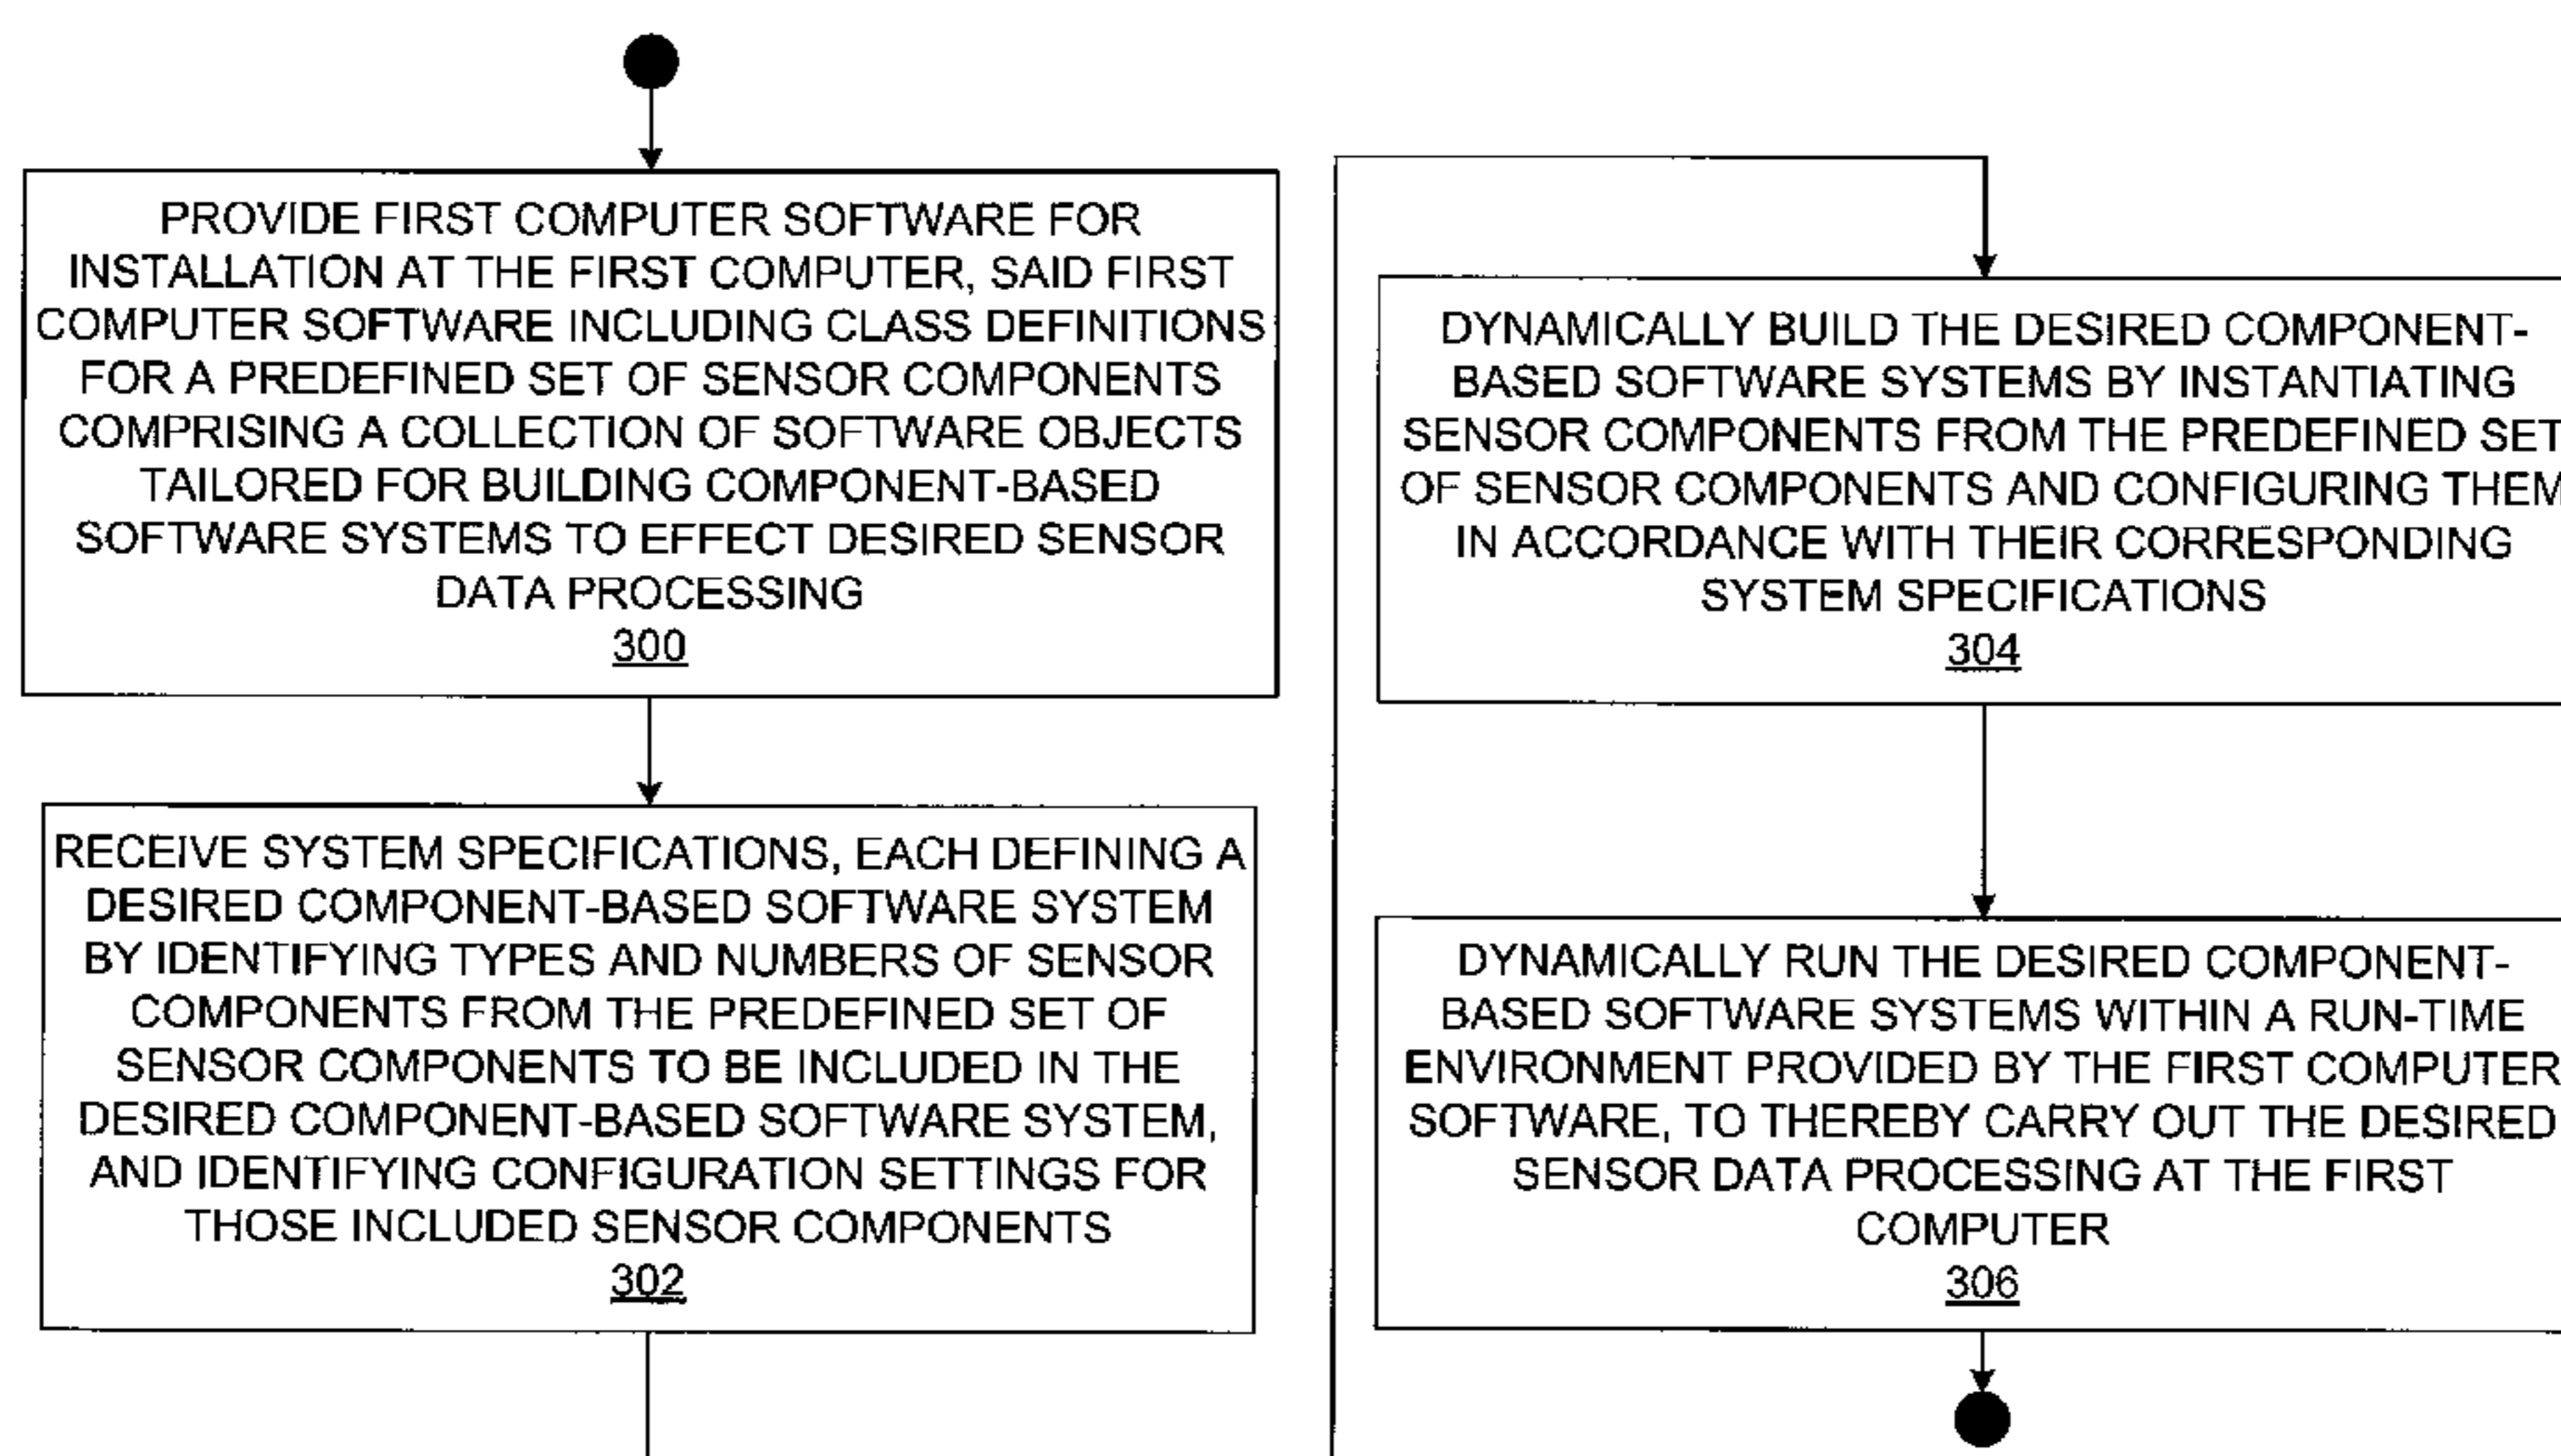 PROVIDE FIRST COMPUTER SOFTWARE FOR
INSTALLATION AT THE FIRST COMPUTER, SAID FIRST
COMPUTER SOFTWARE INCLUDING CLASS DEFINITIONS
FOR A PREDEFINED SET OF SENSOR COMPONENTS
COMPRISING A COLLECTION OF SOFTWARE OBJECTS
TAILORED FOR BUILDING COMPONENT-BASED
SOFTWARE SYSTEMS TO EFFECT DESIRED SENSOR
DATA PROCESSING
300
RECEIVE SYSTEM SPECIFICATIONS, EACH DEFINING A
DESIRED COMPONENT-BASED SOFTWARE SYSTEM
BY IDENTIFYING TYPES AND NUMBERS OF SENSOR
COMPONENTS FROM THE PREDEFINED SET OF
SENSOR COMPONENTS TO BE INCLUDED IN THE
DESIRED COMPONENT-BASED SOFTWARE SYSTEM,
AND IDENTIFYING CONFIGURATION SETTINGS FOR
THOSE INCLUDED SENSOR COMPONENTS
302
DYNAMICALLY BUILD THE DESIRED COMPONENT-
BASED SOFTWARE SYSTEMS BY INSTANTIATING
SENSOR COMPONENTS FROM THE PREDEFINED SET
OF SENSOR COMPONENTS AND CONFIGURING THEM
IN ACCORDANCE WITH THEIR CORRESPONDING
SYSTEM SPECIFICATIONS
304
DYNAMICALLY RUN THE DESIRED COMPONENT-
BASED SOFTWARE SYSTEMS WITHIN A RUN-TIME
ENVIRONMENT PROVIDED BY THE FIRST COMPUTER
SOFTWARE, TO THEREBY CARRY OUT THE DESIRED
SENSOR DATA PROCESSING AT THE FIRST
COMPUTER
306